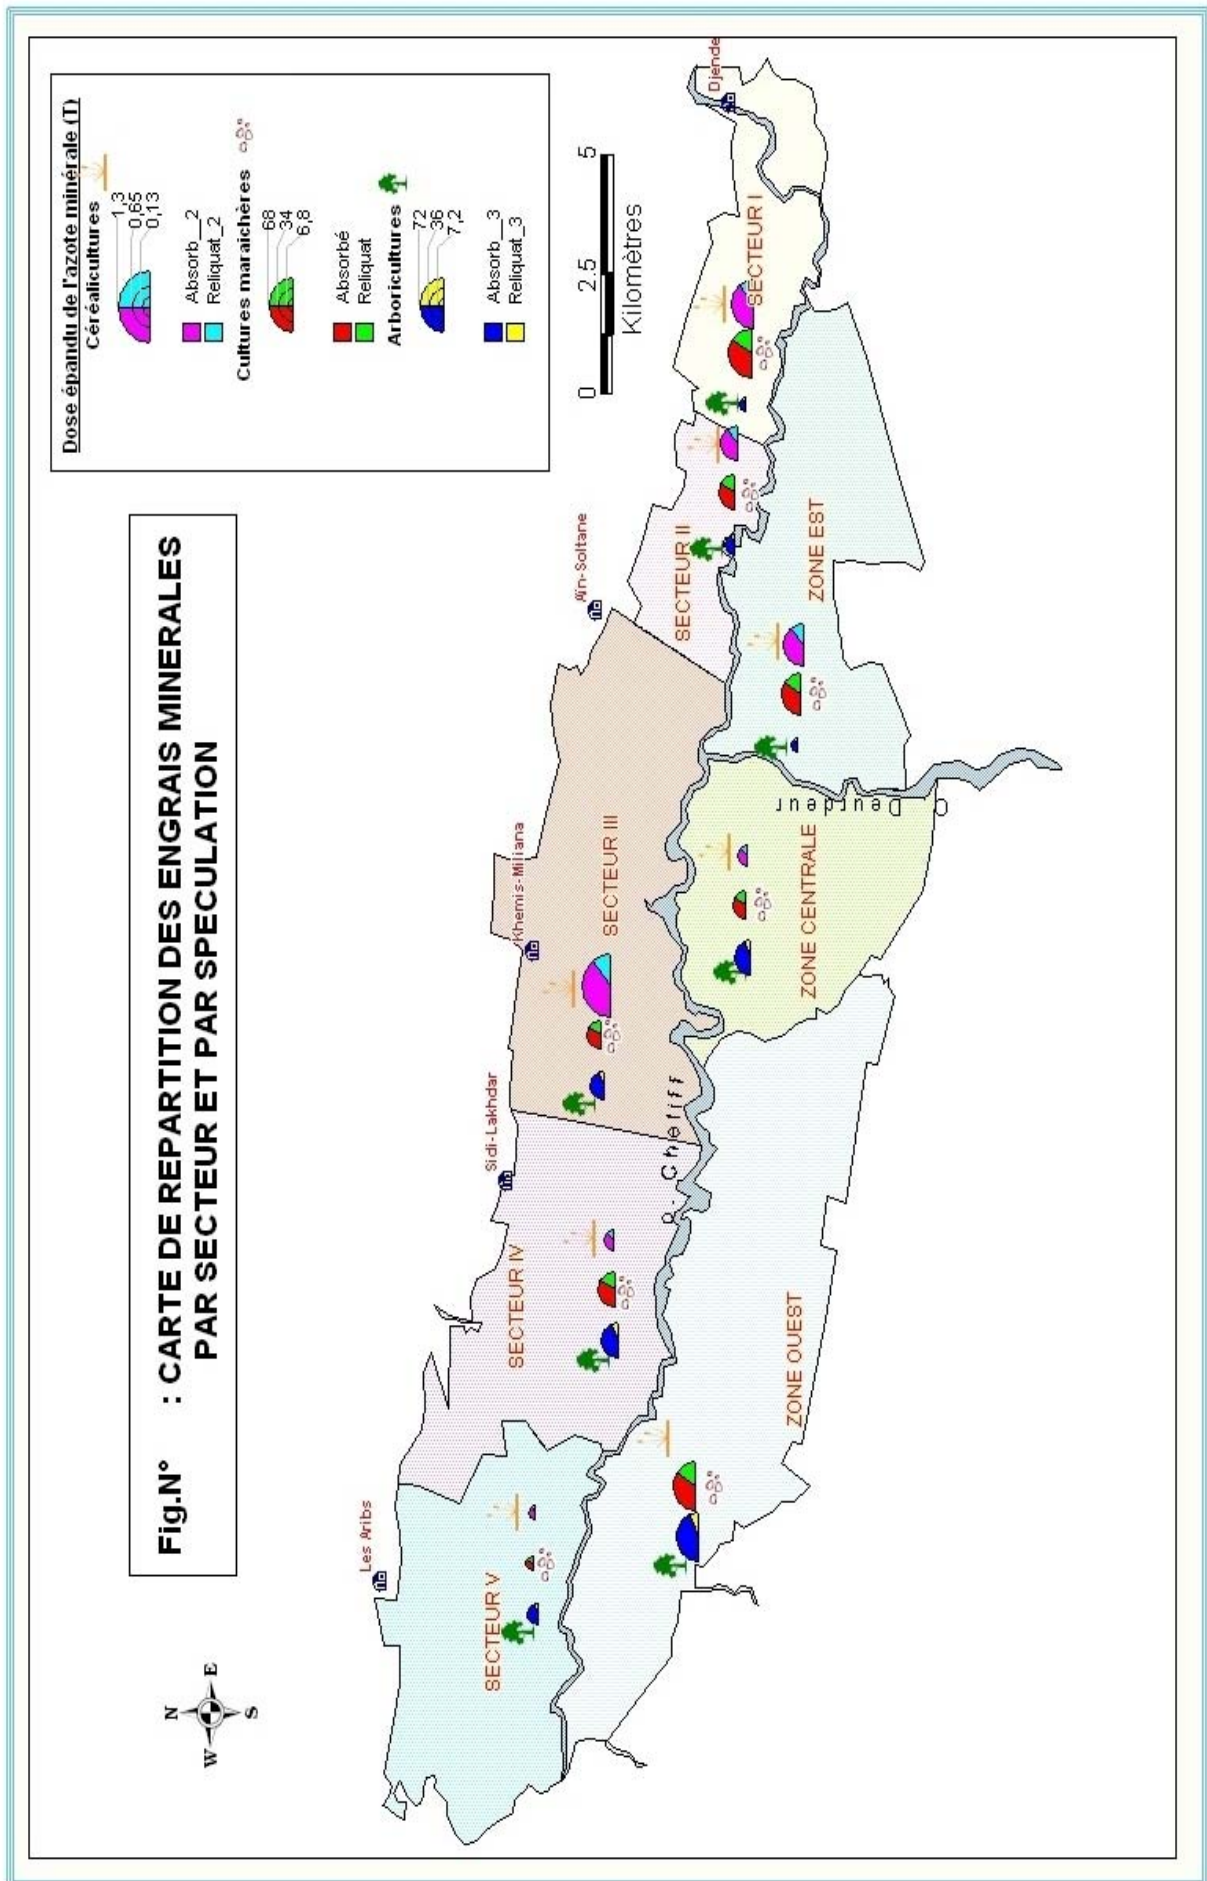 Fig.N° : CARTE DE REPARTITION DES ENGRAIS MINERALES
PAR SECTEUR ET PAR SPECULATION
Dose épandu de l'azote minérale (T)
Céréalicultures
1,3
0,65
0,13
Absorb__2
Reliquat_2
Cultures maraichères
68
34
6,8
Absorbé
Reliquat
Arboricultures
72
36
7,2
Absorb__3
Reliquat_3
0 2.5 5
Kilomètres
N
W E
S
Les Aribs
Sidi-Lakhdar
Khemis-Miliana
Aïn-Soltane
Djende
SECTEUR V
SECTEUR IV
SECTEUR III
SECTEUR II
SECTEUR I
O. Cheliff
O. Deurdeur
ZONE OUEST
ZONE CENTRALE
ZONE EST